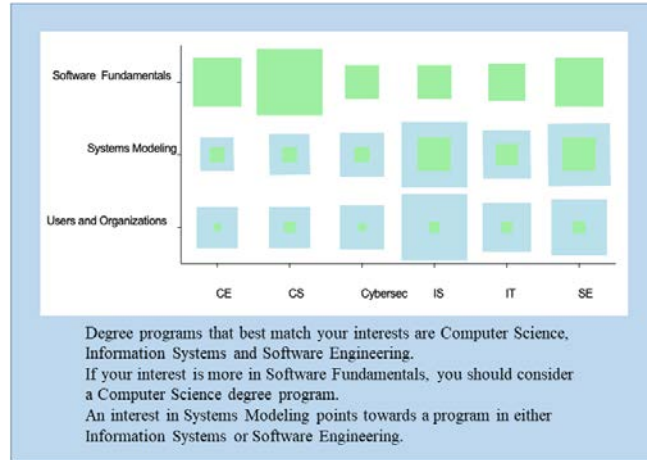 Software Fundamentals
Systems Modeling
Users and Organizations
CE CS Cybersec IS IT SE
Degree programs that best match your interests are Computer Science,
Information Systems and Software Engineering.
If your interest is more in Software Fundamentals, you should consider
a Computer Science degree program.
An interest in Systems Modeling points towards a program in either
Information Systems or Software Engineering.